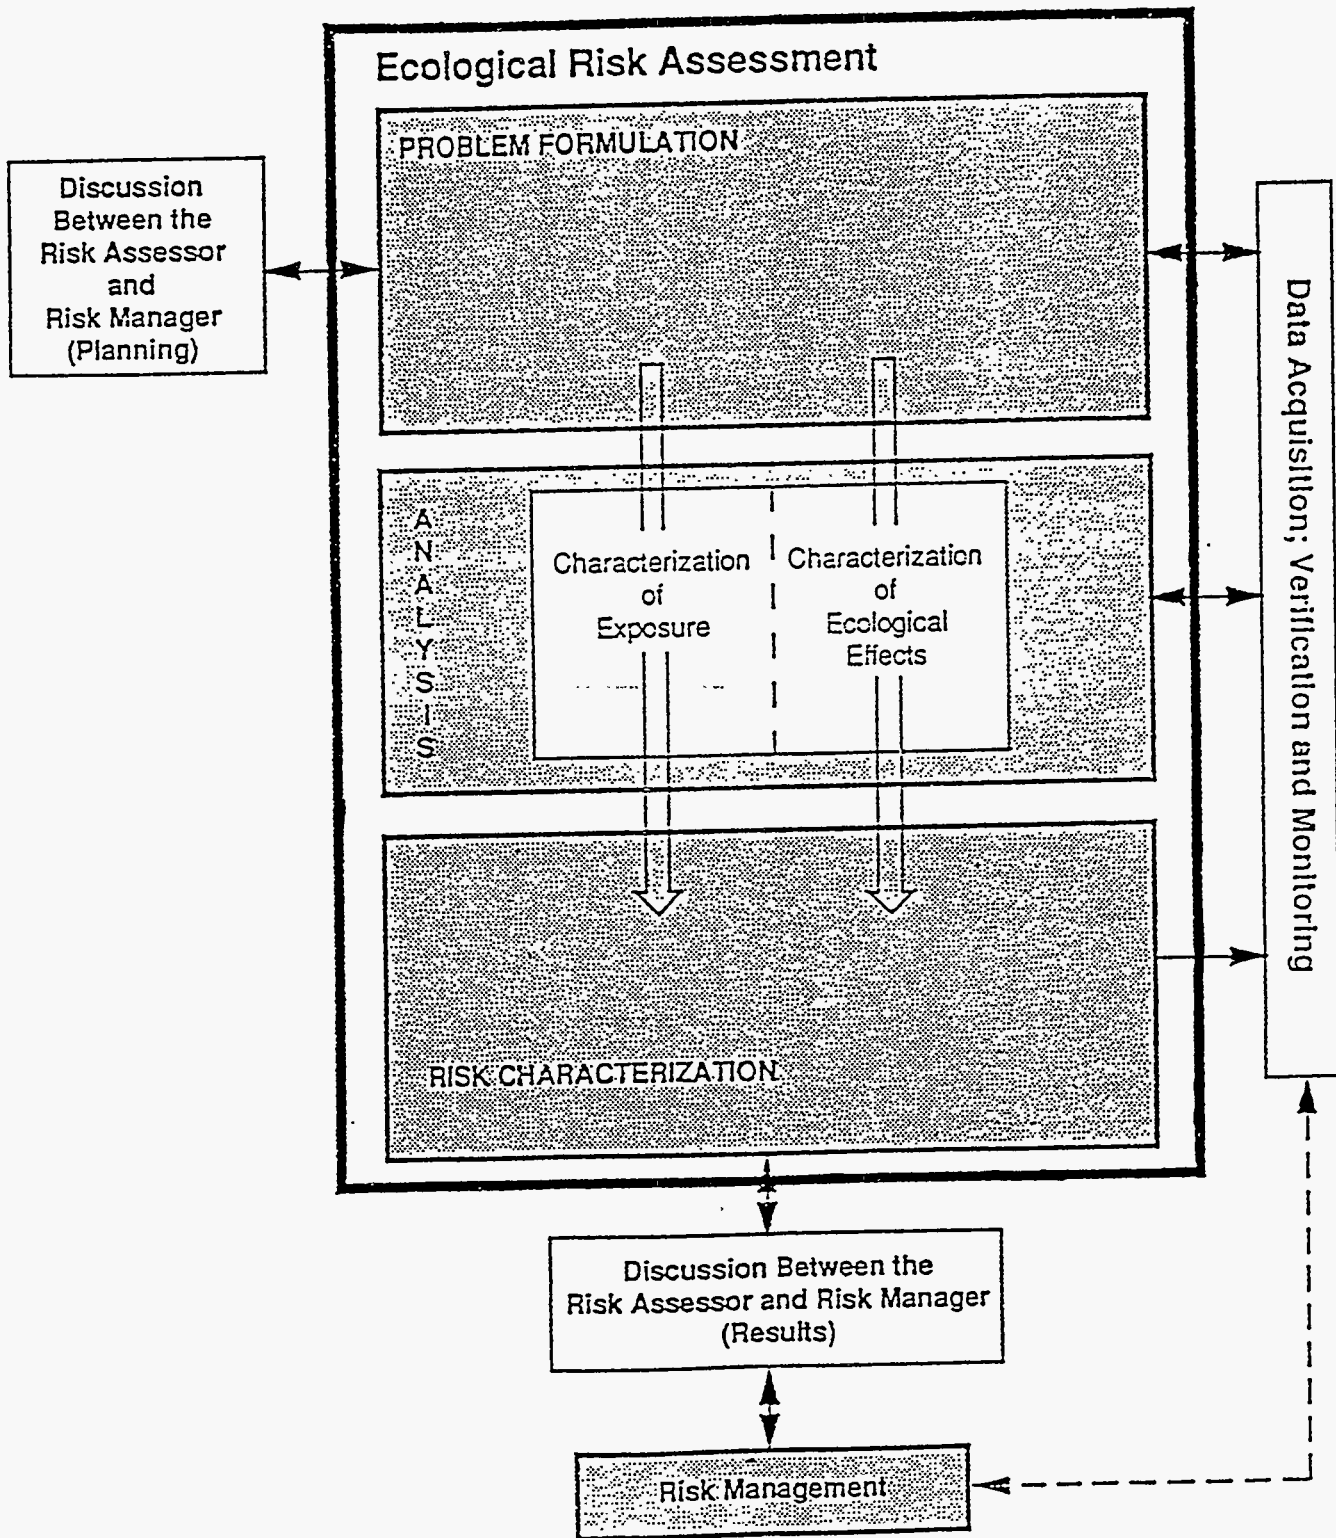 Ecological Risk Assessment
PROBLEM FORMULATION
Discussion
Between the
Risk Assessor
and
Risk Manager
(Planning)
Data Acquisition; Verification and Monitoring
ANALYSIS
Characterization
of
Exposure
Characterization
of
Ecological
Effects
RISK CHARACTERIZATION
Discussion Between the
Risk Assessor and Risk Manager
(Results)
Risk Management